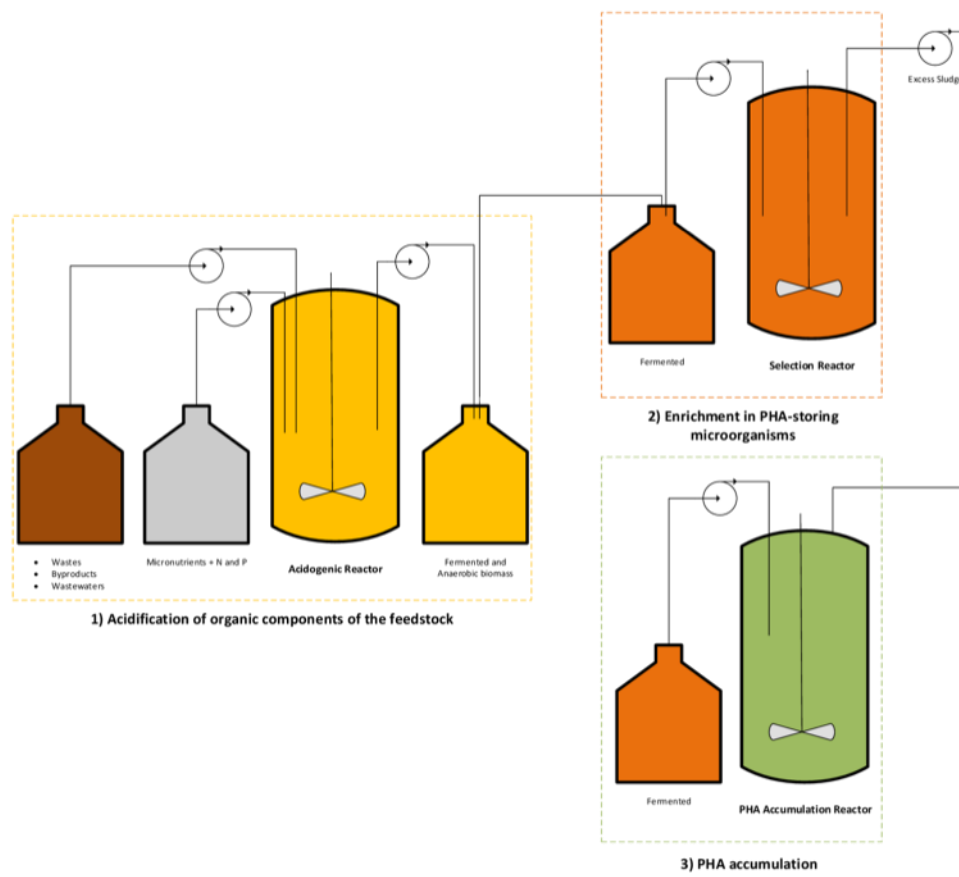 Excess Sludge
Fermented
Selection Reactor
2) Enrichment in PHA-storing
microorganisms
• Wastes
• Byproducts
• Wastewaters
Micronutrients + N and P
Acidogenic Reactor
Fermented and
Anaerobic biomass
1) Acidification of organic components of the feedstock
Fermented
PHA Accumulation Reactor
3) PHA accumulation